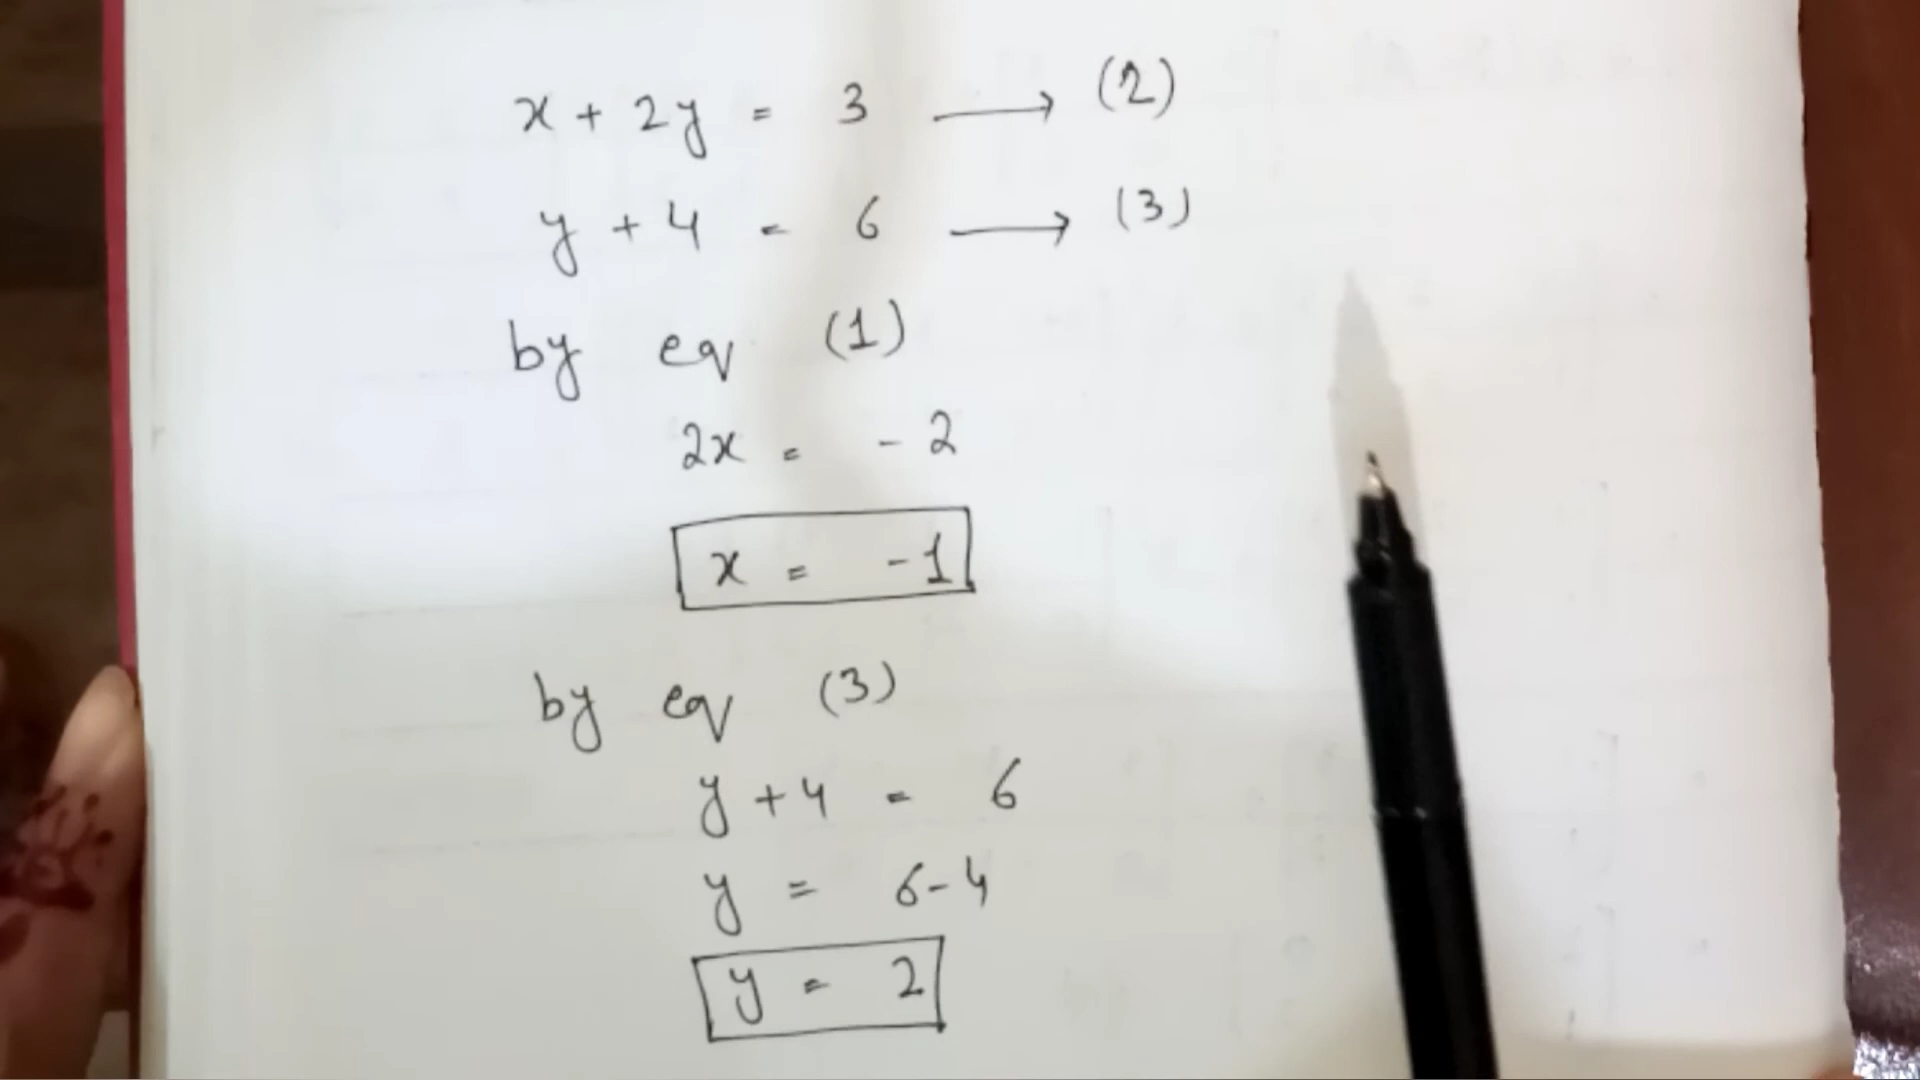 x + 2y = 3 ⟶ (2)
y + 4 = 6 ⟶ (3)
by eq (1)
2x = - 2
x = - 1
by eq (3)
y + 4 = 6
y = 6 - 4
y = 2